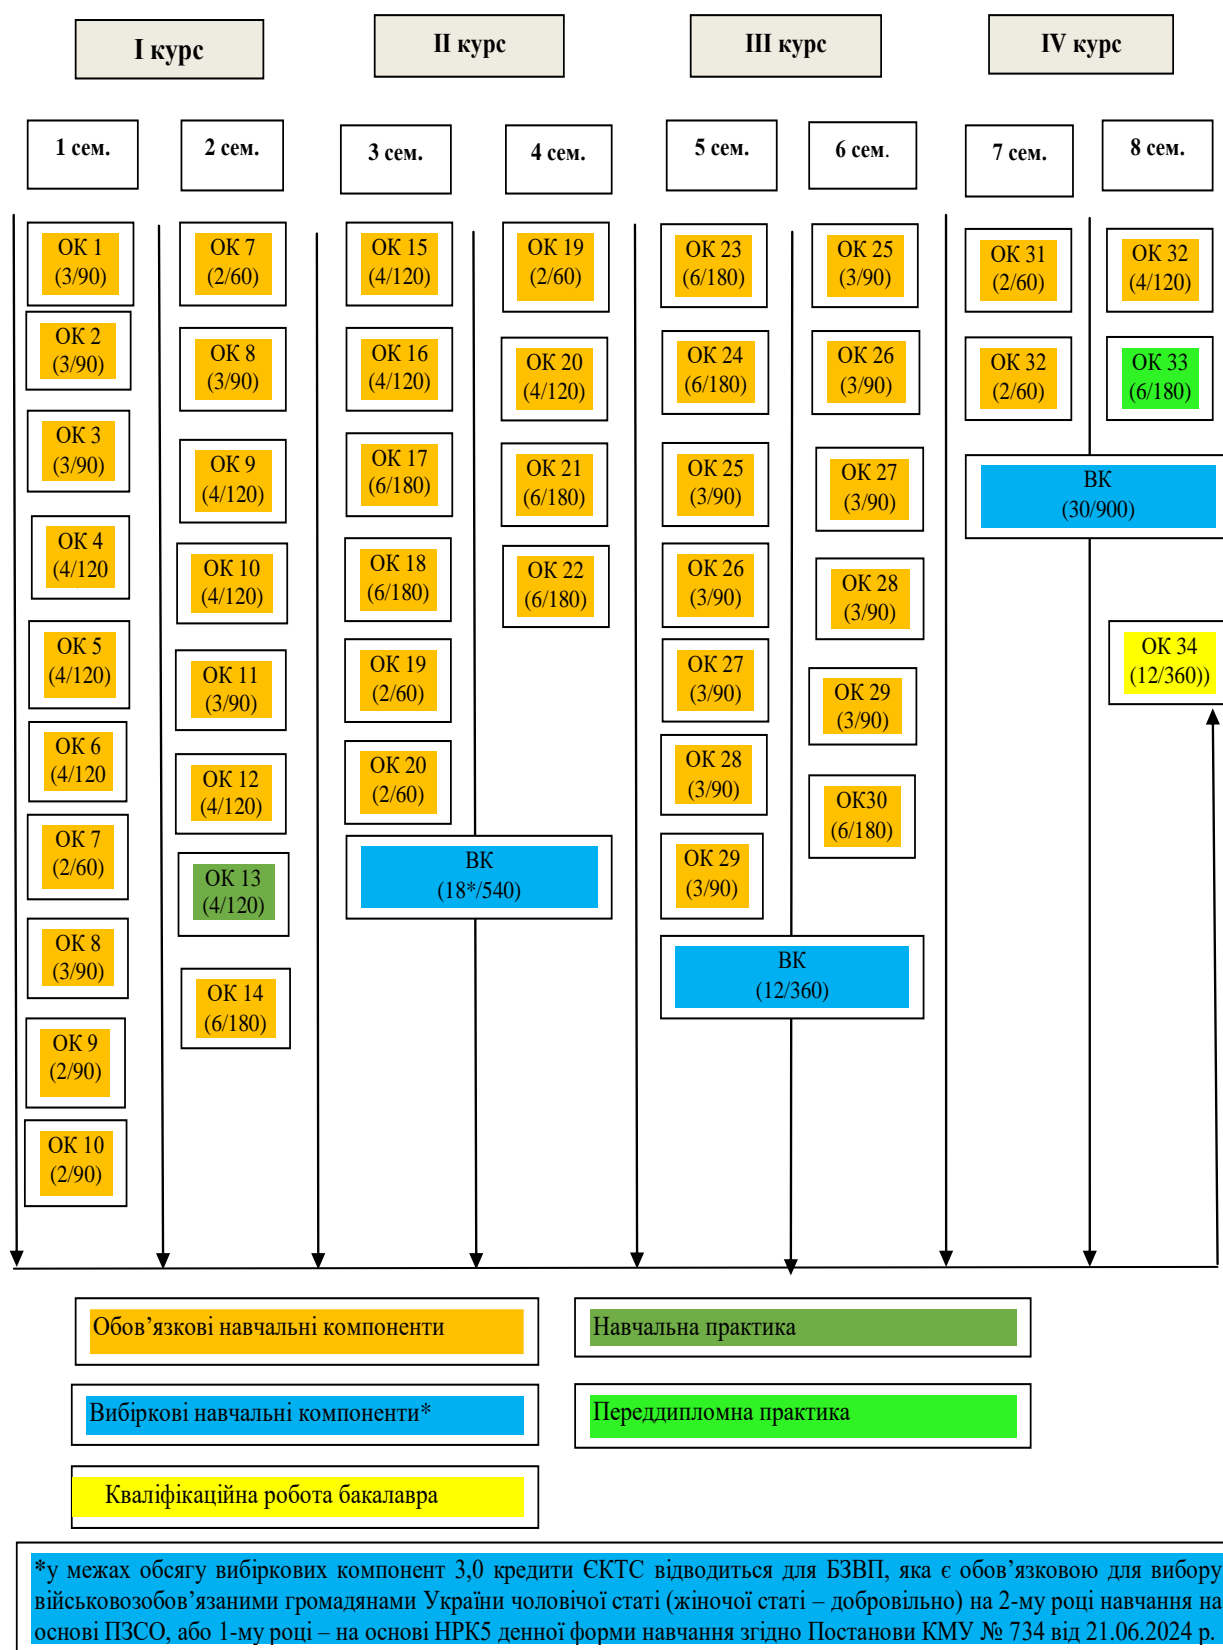 І курс
ІІ курс
ІІІ курс
IV курс
1 сем.
2 сем.
3 сем.
4 сем.
5 сем.
6 сем.
7 сем.
8 сем.
ОК 1
(3/90)
ОК 2
(3/90)
ОК 3
(3/90)
ОК 4
(4/120
ОК 5
(4/120)
ОК 6
(4/120
ОК 7
(2/60)
ОК 8
(3/90)
ОК 9
(2/90)
ОК 10
(2/90)
ОК 7
(2/60)
ОК 8
(3/90)
ОК 9
(4/120)
ОК 10
(4/120)
ОК 11
(3/90)
ОК 12
(4/120)
ОК 13
(4/120)
ОК 14
(6/180)
ОК 15
(4/120)
ОК 16
(4/120)
ОК 17
(6/180)
ОК 18
(6/180)
ОК 19
(2/60)
ОК 20
(2/60)
ОК 19
(2/60)
ОК 20
(4/120)
ОК 21
(6/180)
ОК 22
(6/180)
ВК
(18*/540)
ОК 23
(6/180)
ОК 24
(6/180)
ОК 25
(3/90)
ОК 26
(3/90)
ОК 27
(3/90)
ОК 28
(3/90)
ОК 29
(3/90)
ОК 25
(3/90)
ОК 26
(3/90)
ОК 27
(3/90)
ОК 28
(3/90)
ОК 29
(3/90)
ОК30
(6/180)
ВК
(12/360)
ОК 31
(2/60)
ОК 32
(2/60)
ОК 32
(4/120)
ОК 33
(6/180)
ВК
(30/900)
ОК 34
(12/360))
Обов’язкові навчальні компоненти
Навчальна практика
Вибіркові навчальні компоненти*
Переддипломна практика
Кваліфікаційна робота бакалавра
*у межах обсягу вибіркових компонент 3,0 кредити ЄКТС відводиться для БЗВП, яка є обов’язковою для вибору
військовозобов’язаними громадянами України чоловічої статі (жіночої статі – добровільно) на 2-му році навчання на
основі ПЗСО, або 1-му році – на основі НРК5 денної форми навчання згідно Постанови КМУ № 734 від 21.06.2024 р.